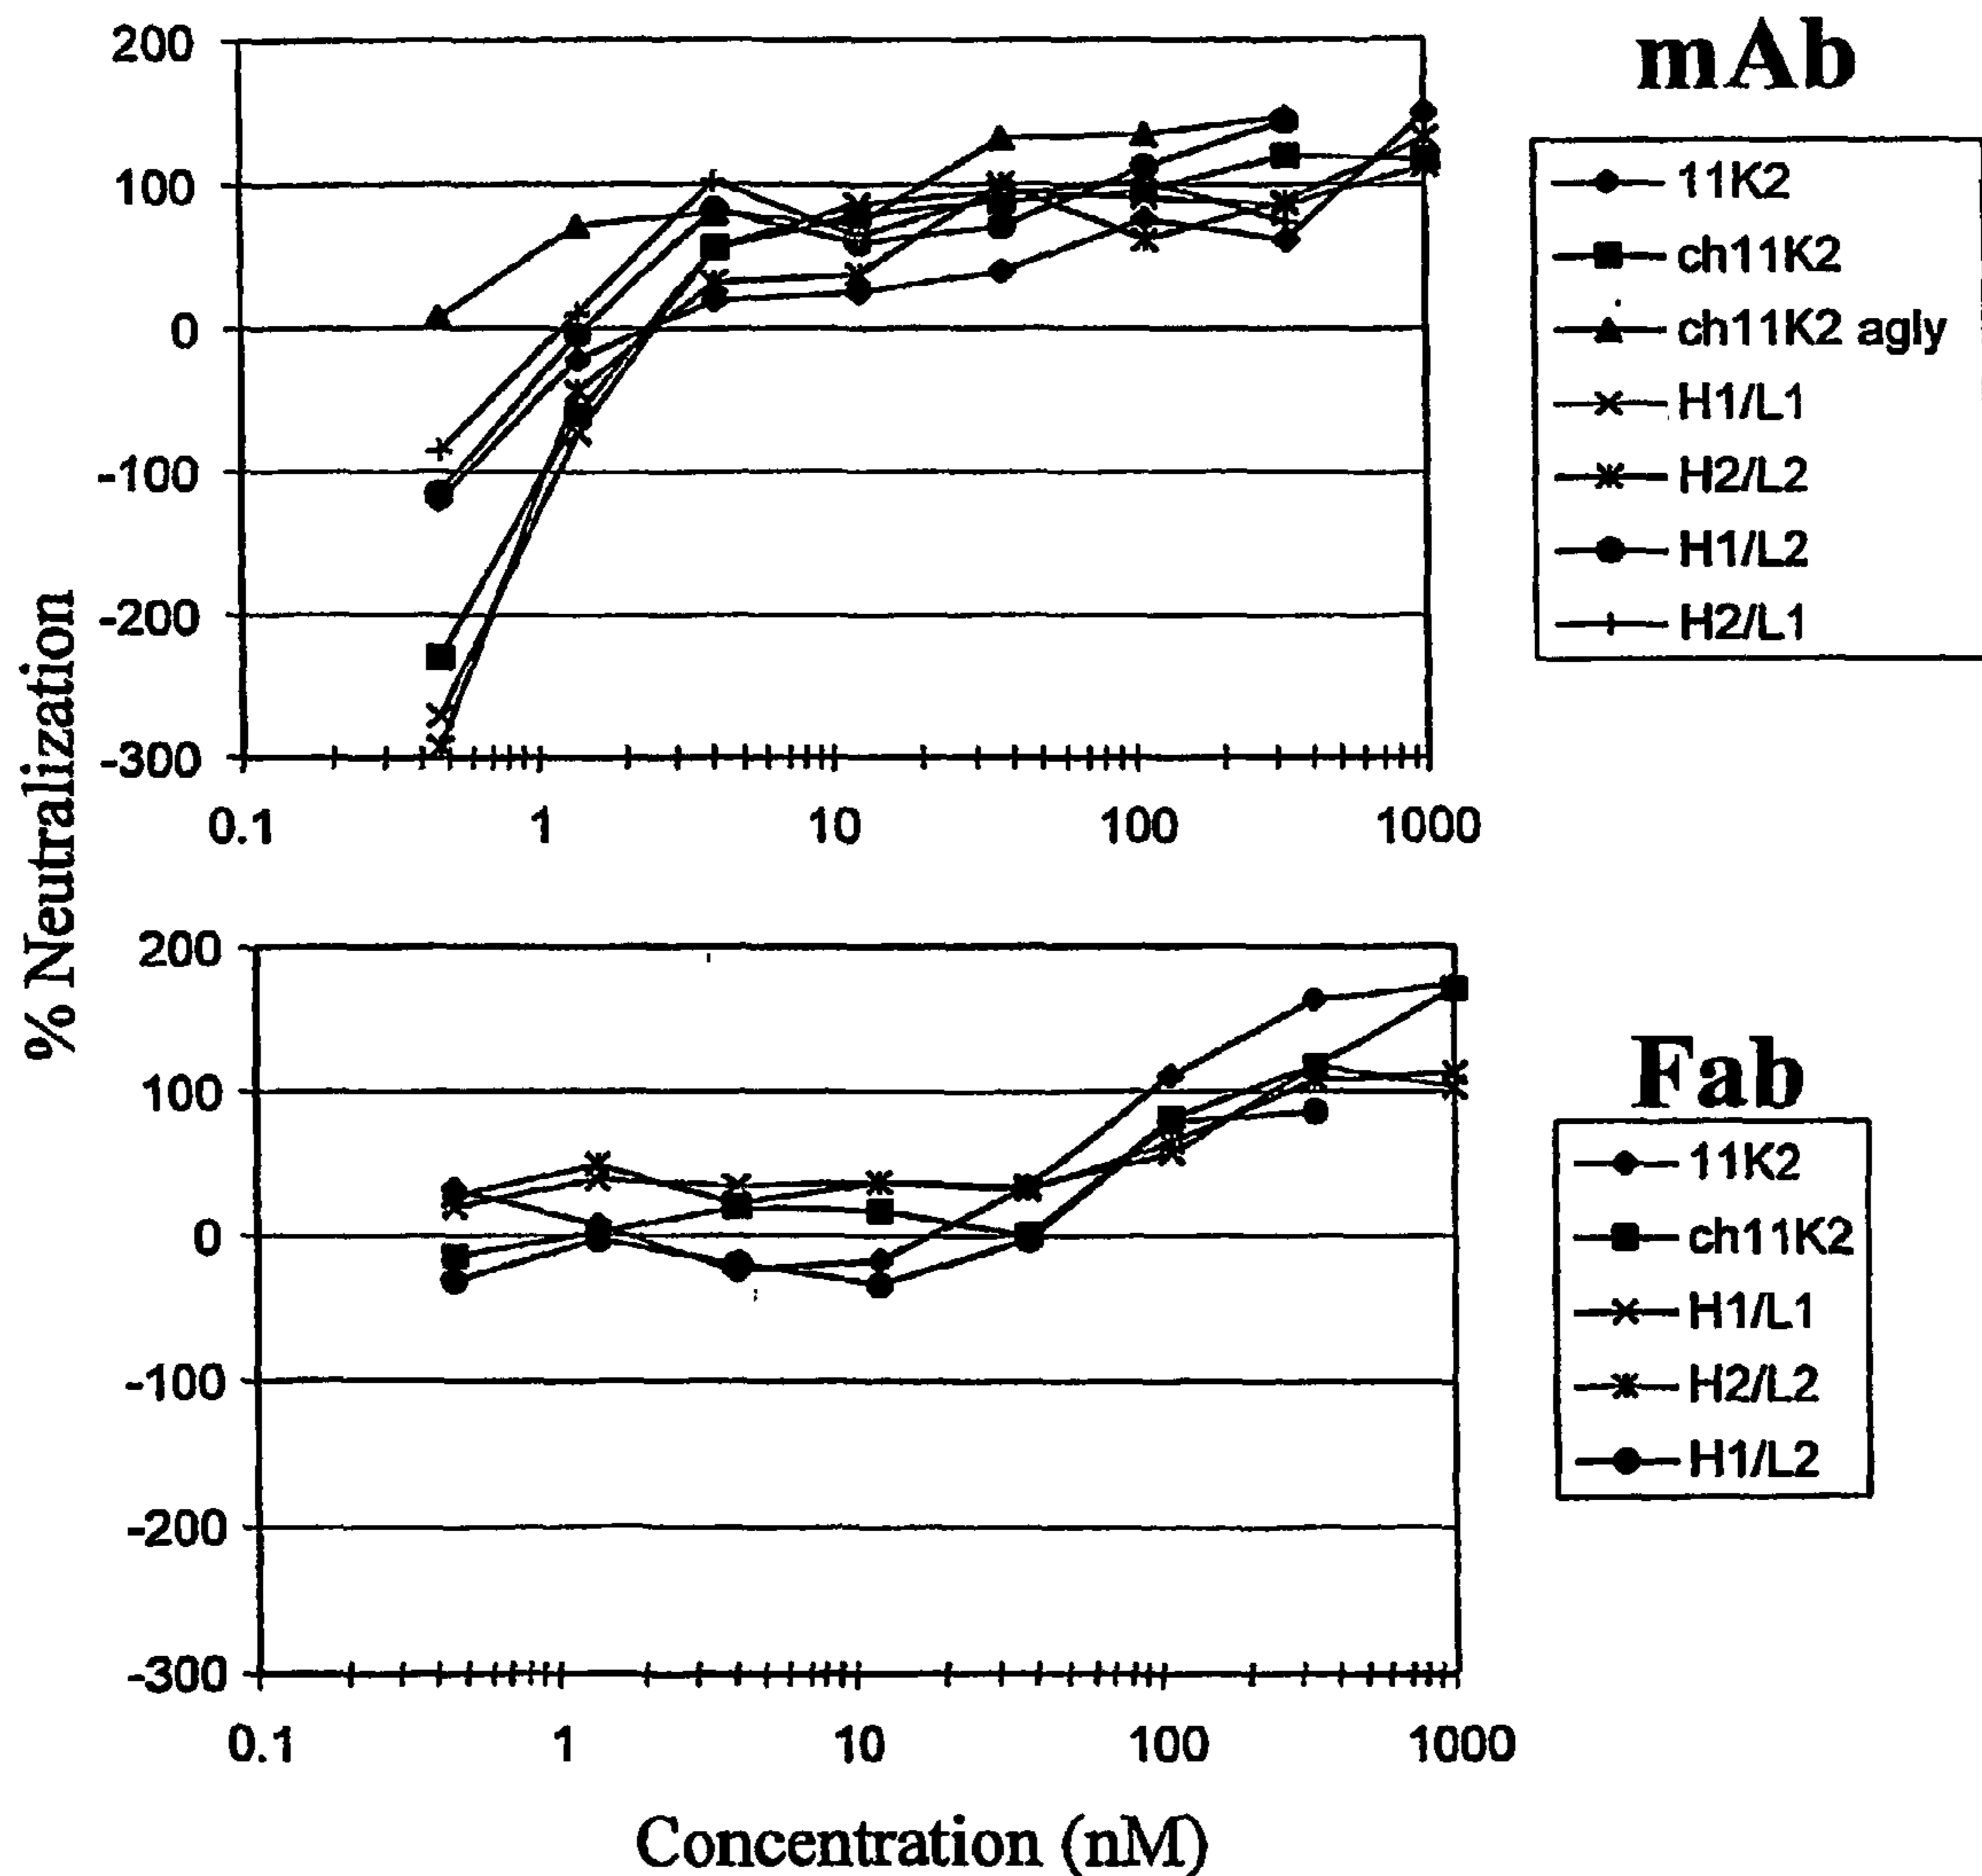 mAb
200
100
0
-100
-200
-300
0.1 1 10 100 1000
11K2
ch11K2
ch11K2 agly
H1/L1
H2/L2
H1/L2
H2/L1
% Neutralization
Fab
200
100
0
-100
-200
-300
0.1 1 10 100 1000
11K2
ch11K2
H1/L1
H2/L2
H1/L2
Concentration (nM)